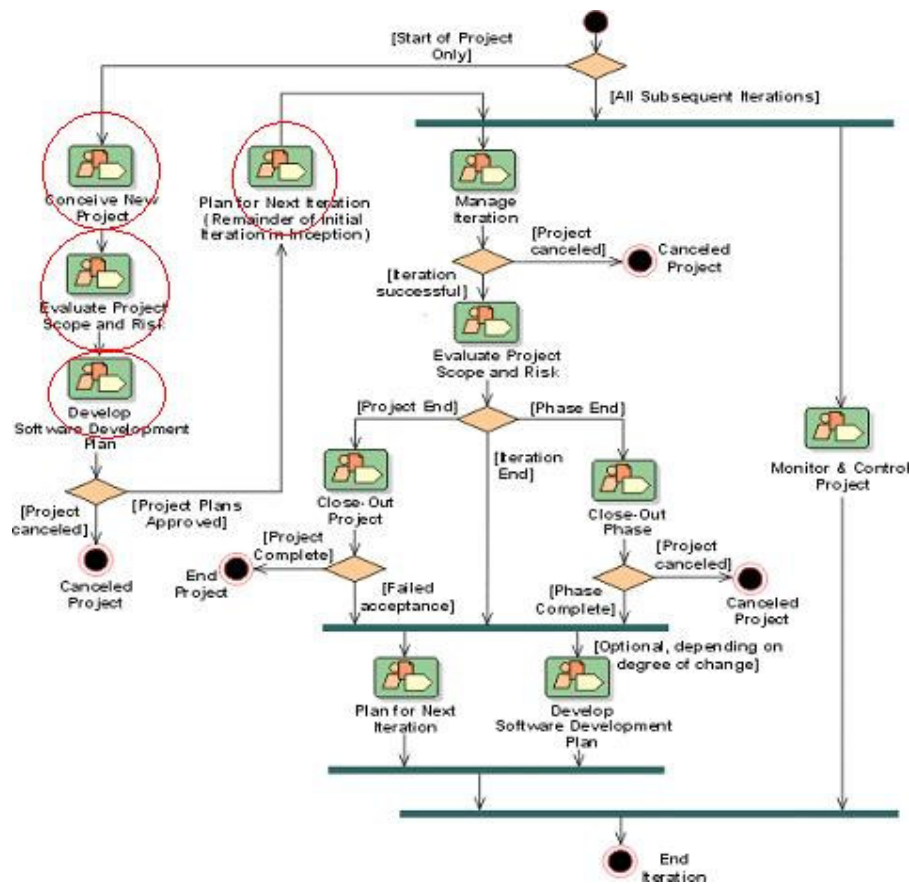 [Start of Project
Only]
[All Subsequent Iterations]
Conceive New
Project
Plan for Next Iteration
(Remainder of Initial
Iteration in Inception)
Manage
Iteration
[Project
canceled]
Canceled
Project
[Iteration
successful]
Evaluate Project
Scope and Risk
Evaluate Project
Scope and Risk
Develop
Software Development
Plan
[Project End]
[Phase End]
[Iteration
End]
Monitor & Control
Project
[Project
canceled]
[Project Plans
Approved]
Close-Out
Project
Close-Out
Phase
Canceled
Project
[Project
Complete]
End
Project
[Failed
acceptance]
[Project
canceled]
[Phase
Complete]
Canceled
Project
[Optional, depending on
degree of change]
Plan for Next
Iteration
Develop
Software Development
Plan
End
Iteration